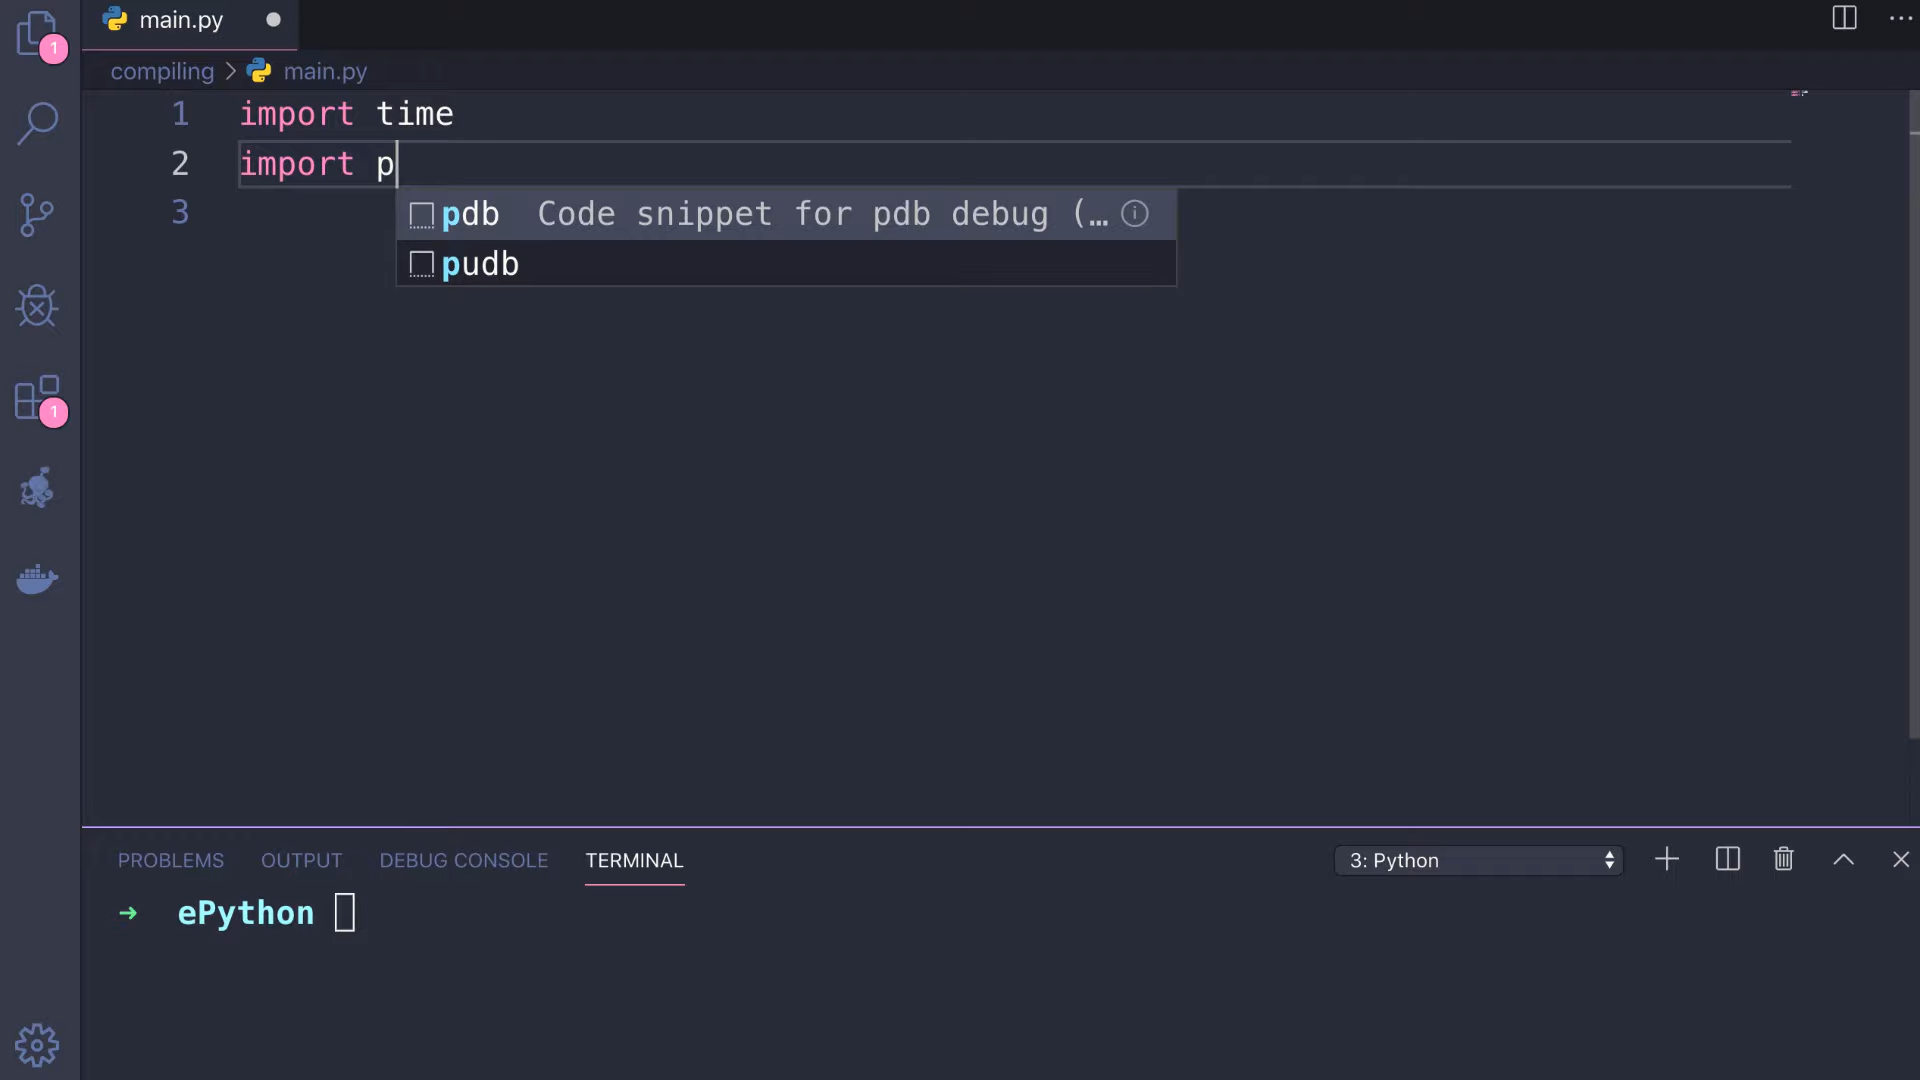 main.py
compiling > main.py
1 import time
2 import p
3
pdb Code snippet for pdb debug (…
pudb
1
1
PROBLEMS OUTPUT DEBUG CONSOLE TERMINAL 3: Python
→ ePython